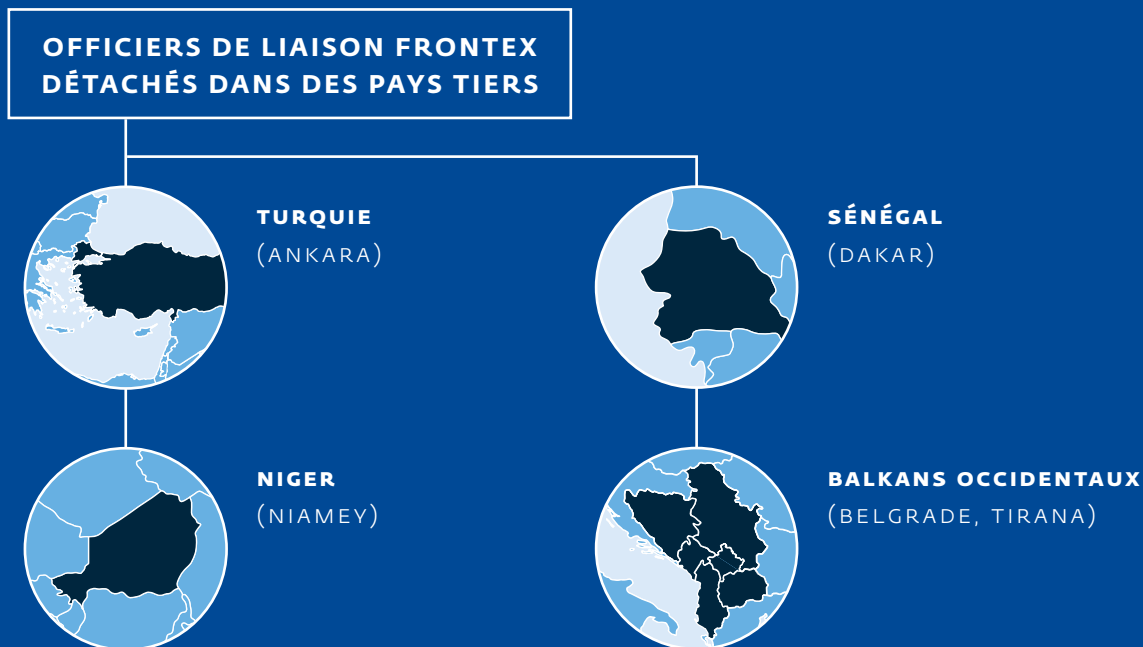 OFFICIERS DE LIAISON FRONTEX
DÉTACHÉS DANS DES PAYS TIERS
TURQUIE
(ANKARA)
SÉNÉGAL
(DAKAR)
NIGER
(NIAMEY)
BALKANS OCCIDENTAUX
(BELGRADE, TIRANA)